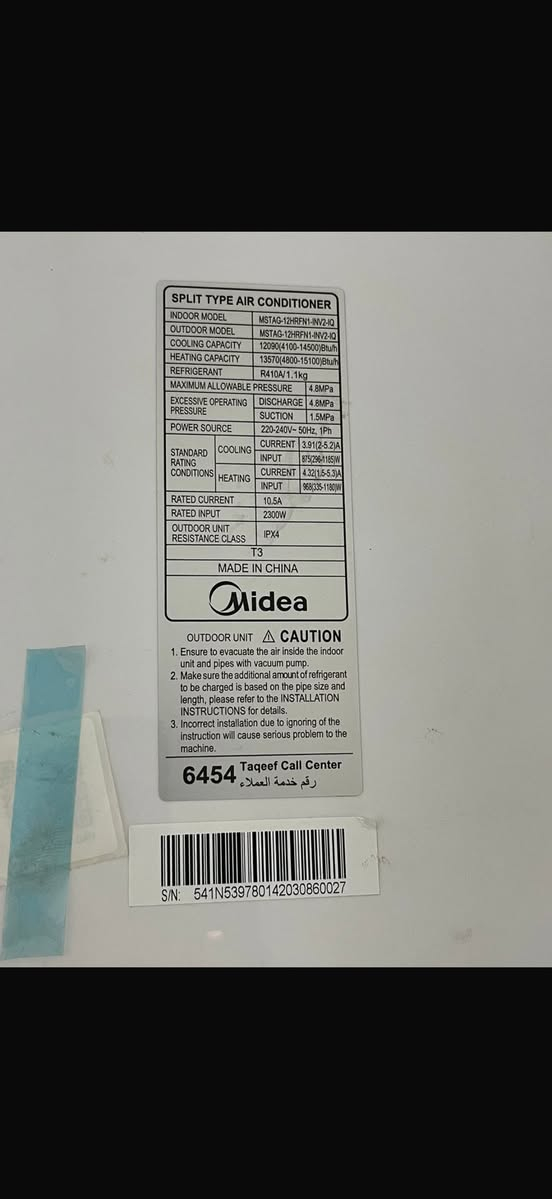 SPLIT TYPE AIR CONDITIONER
INDOOR MODEL MSTAG-12HRFN1-INV2-IQ
OUTDOOR MODEL MSTAG-12HRFN1-INV2-IQ
COOLING CAPACITY 12090(4100-14500)Btu/h
HEATING CAPACITY 13570(4800-15100)Btu/h
REFRIGERANT R410A/1.1kg
MAXIMUM ALLOWABLE PRESSURE 4.8MPa
EXCESSIVE OPERATING PRESSURE DISCHARGE 4.8MPa
SUCTION 1.5MPa
POWER SOURCE 220-240V~ 50Hz, 1Ph
STANDARD RATING CONDITIONS COOLING CURRENT 3.91(2-5.2)A
INPUT 875(296-1185)W
HEATING CURRENT 4.32(1.5-5.3)A
INPUT 968(335-1180)W
RATED CURRENT 10.5A
RATED INPUT 2300W
OUTDOOR UNIT RESISTANCE CLASS IPX4
T3
MADE IN CHINA
Midea
OUTDOOR UNIT ⚠ CAUTION
1. Ensure to evacuate the air inside the indoor
unit and pipes with vacuum pump.
2. Make sure the additional amount of refrigerant
to be charged is based on the pipe size and
length, please refer to the INSTALLATION
INSTRUCTIONS for details.
3. Incorrect installation due to ignoring of the
instruction will cause serious problem to the
machine.
6454 Taqeef Call Center
رقم خدمة العملاء
S/N: 541N539780142030860027